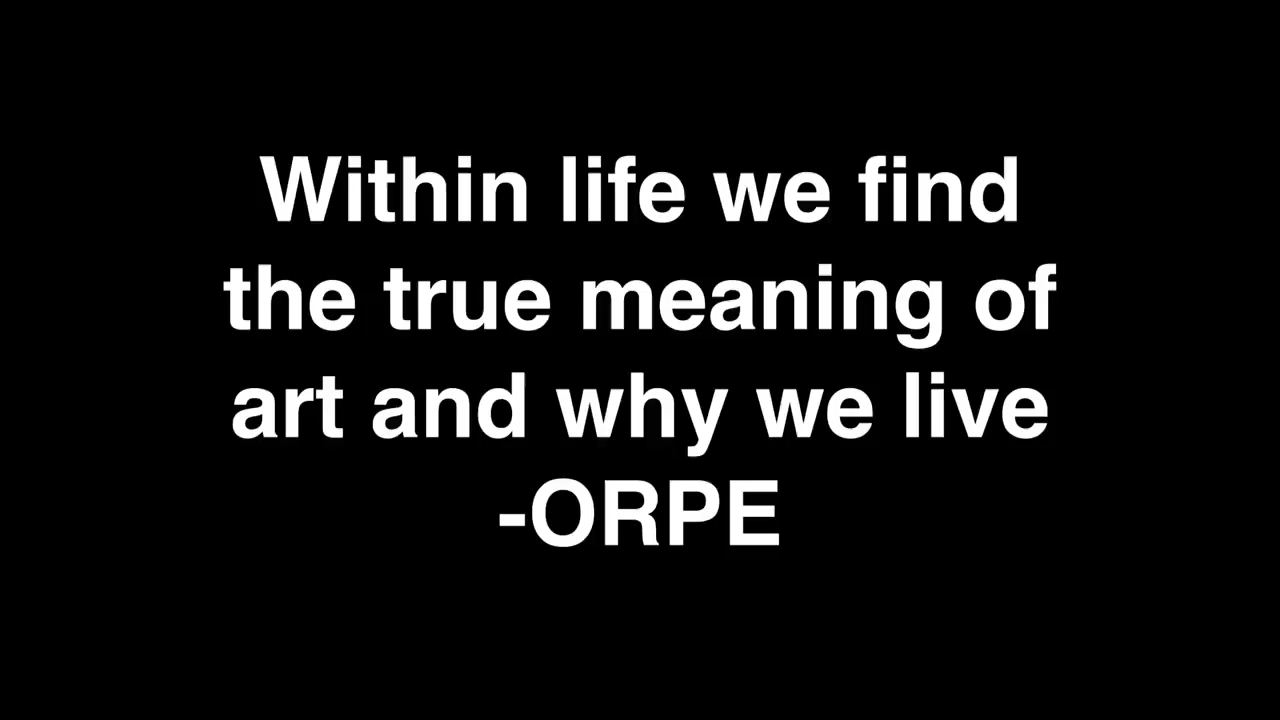 Within life we find
the true meaning of
art and why we live
-ORPE